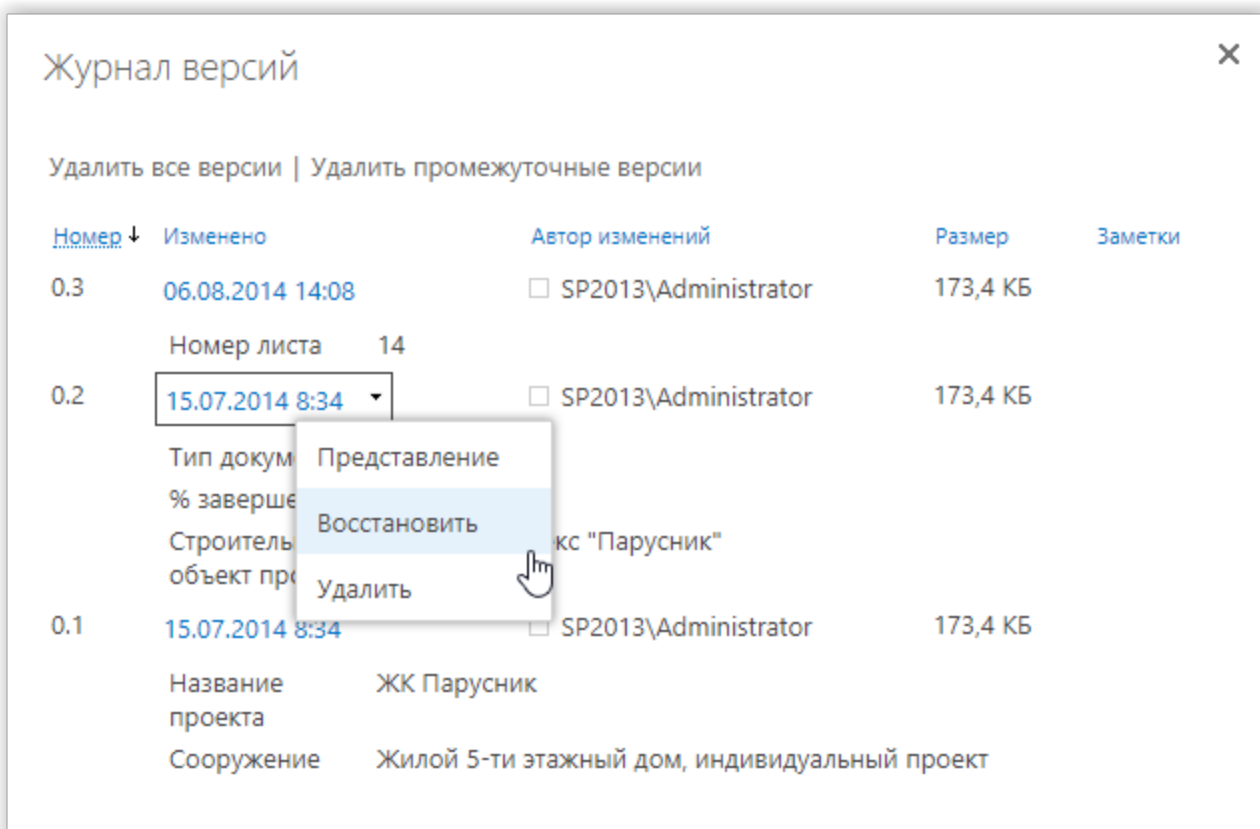 Журнал версий
Удалить все версии | Удалить промежуточные версии
Номер Изменено Автор изменений Размер Заметки
0.3 06.08.2014 14:08 SP2013\Administrator 173,4 КБ
Номер листа 14
0.2 15.07.2014 8:34 SP2013\Administrator 173,4 КБ
Тип докум Представление
% заверше
Восстановить
Строитель кс "Парусник"
объект про
Удалить
0.1 15.07.2014 8:34 SP2013\Administrator 173,4 КБ
Название ЖК Парусник
проекта
Сооружение Жилой 5-ти этажный дом, индивидуальный проект